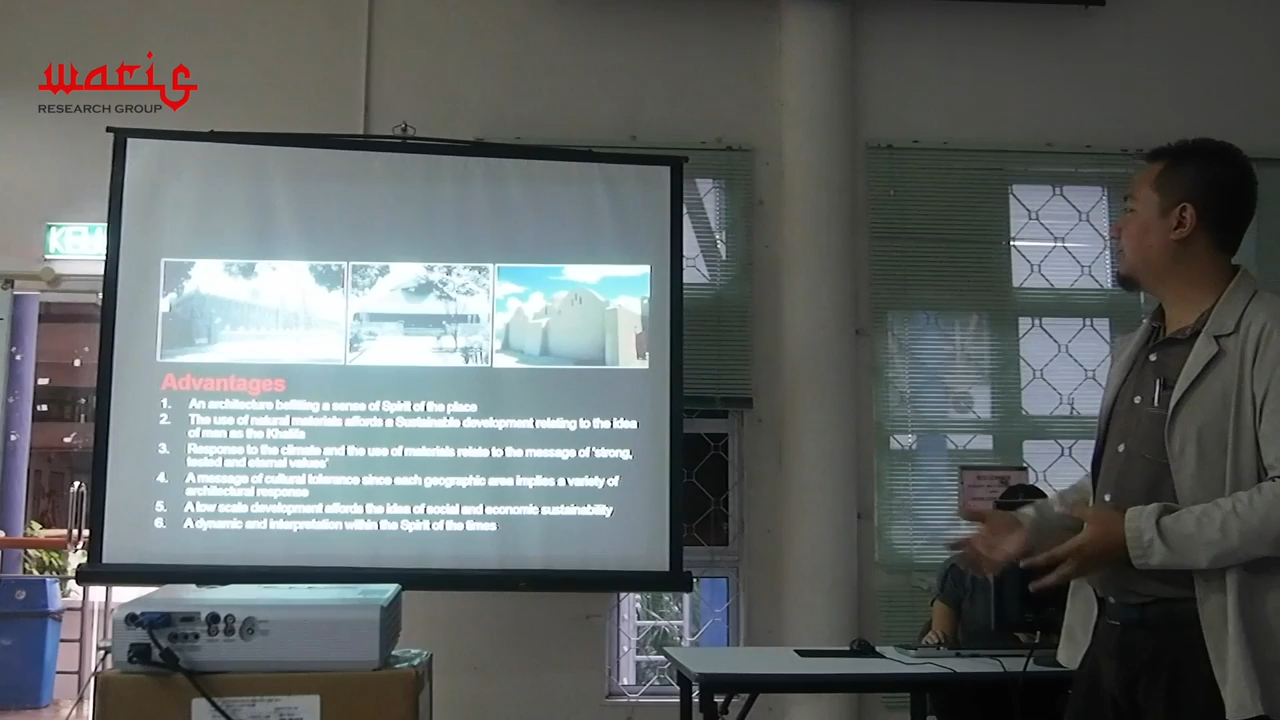 waris
RESEARCH GROUP
Advantages
1. An architecture befitting a sense of Spirit of the place
2. The use of natural materials affords a Sustainable development relating to the idea
of man as the Khalifa
3. Response to the climate and the use of materials relate to the message of 'strong,
tested and eternal values'
4. A message of cultural tolerance since each geographic area implies a variety of
architectural response
5. A low scale development affords the idea of social and economic sustainability
6. A dynamic and interpretation within the Spirit of the times